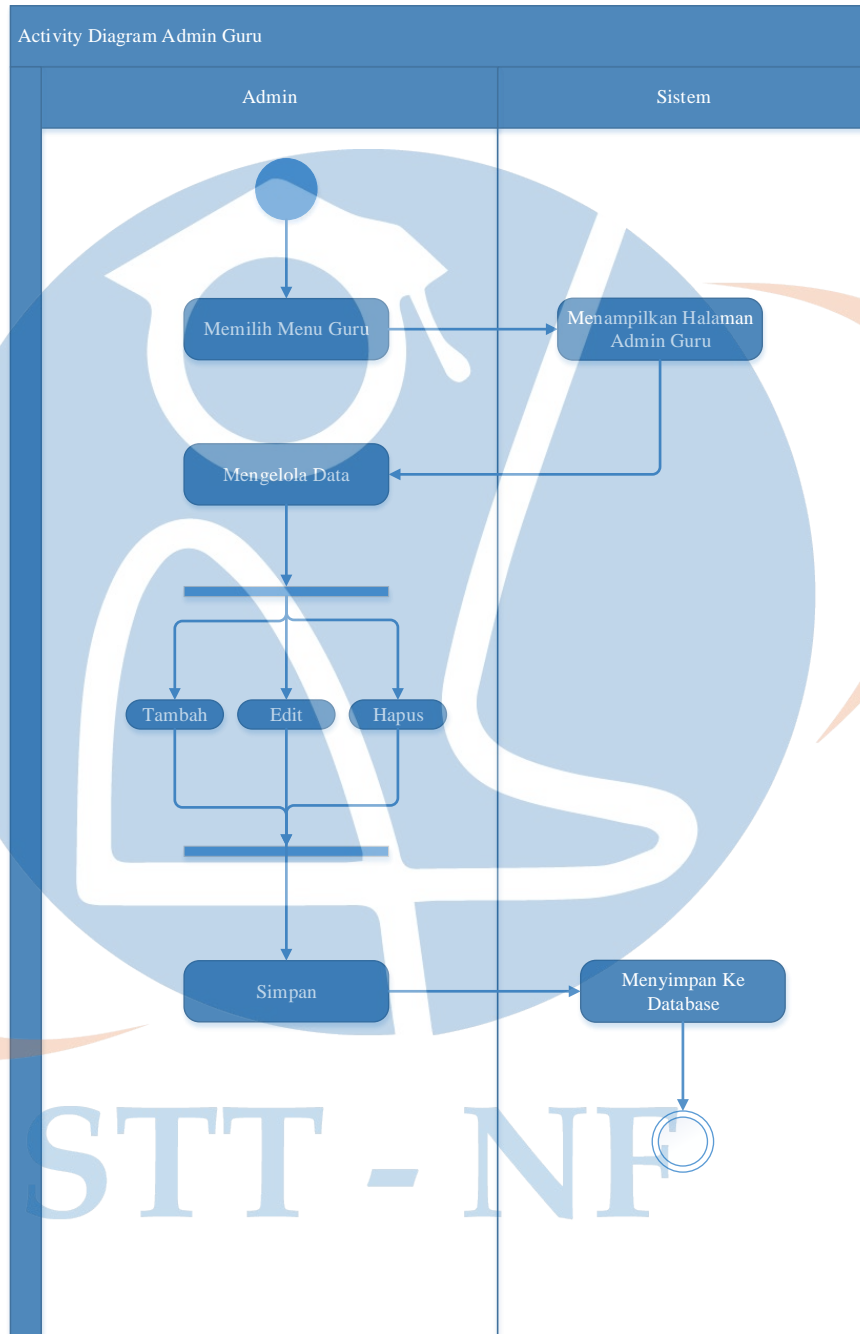 Activity Diagram Admin Guru
Admin
Sistem
Memilih Menu Guru
Menampilkan Halaman
Admin Guru
Mengelola Data
Tambah
Edit
Hapus
Simpan
Menyimpan Ke
Database
STT - NF